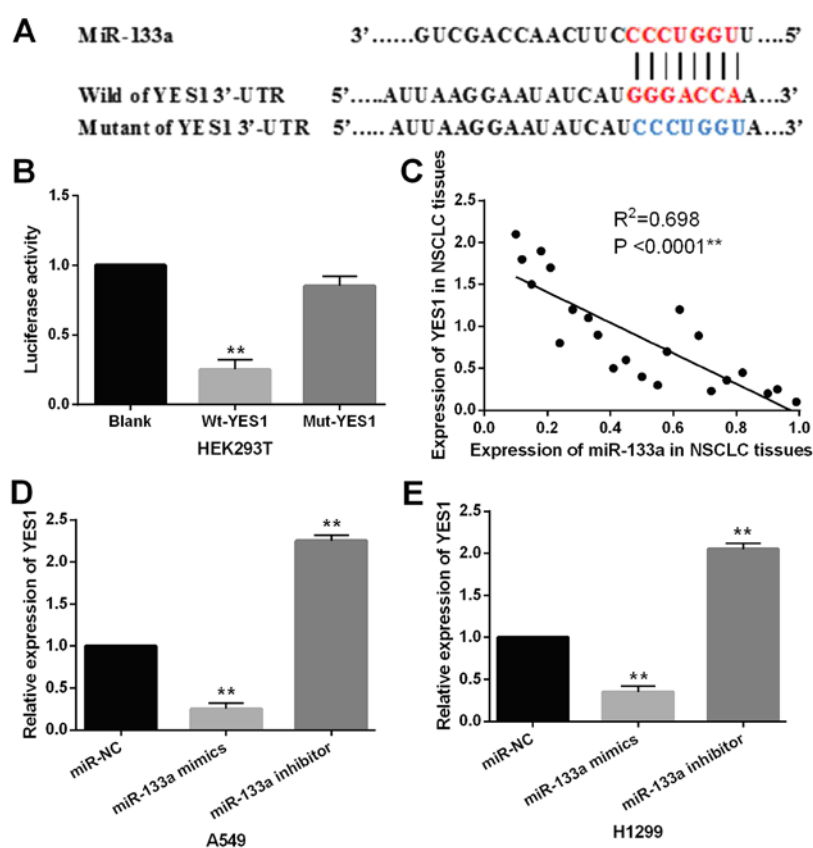 A
MiR-133a 3’……GUCGACCAACUUCCCCUGGUU….5’
Wild of YES1 3’-UTR 5’…..AUUAAGGAAUAUCAUGGGACCAA…3’
Mutant of YES1 3’-UTR 5’….. AUUAAGGAAUAUCAUCCCUGGUA…3’
B
Luciferase activity
1.5
1.0
0.5
0.0
**
Blank Wt-YES1 Mut-YES1
HEK293T
C
Expression of YES1 in NSCLC tissues
2.5
2.0
1.5
1.0
0.5
0.0
R²=0.698
P <0.0001**
0.0 0.2 0.4 0.6 0.8 1.0
Expression of miR-133a in NSCLC tissues
D
Relative expression of YES1
2.5
2.0
1.5
1.0
0.5
0.0
**
**
miR-NC
miR-133a mimics
miR-133a inhibitor
A549
E
Relative expression of YES1
2.5
2.0
1.5
1.0
0.5
0.0
**
**
miR-NC
miR-133a mimics
miR-133a inhibitor
H1299